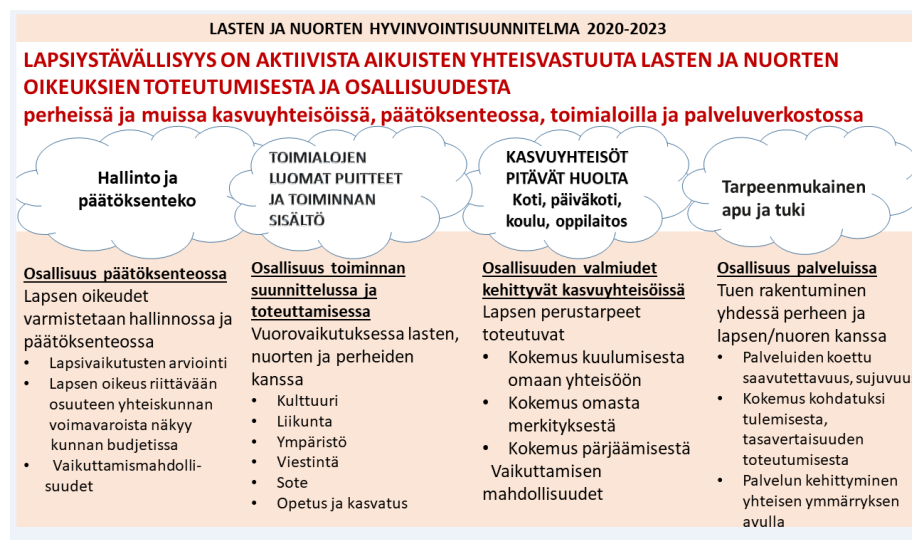 LASTEN JA NUORTEN HYVINVOINTISUUNNITELMA 2020-2023
LAPSIYSTÄVÄLLISYYS ON AKTIIVISTA AIKUISTEN YHTEISVASTUUTA LASTEN JA NUORTEN
OIKEUKSIEN TOTEUTUMISESTA JA OSALLISUUDESTA
perheissä ja muissa kasvuyhteisöissä, päätöksenteossa, toimialoilla ja palveluverkostossa
Hallinto ja
päätöksenteko
TOIMIALOJEN
LUOMAT PUITTEET
JA TOIMINNAN
SISÄLTÖ
KASVUYHTEISÖT
PITÄVÄT HUOLTA
Koti, päiväkoti,
koulu, oppilaitos
Tarpeenmukainen
apu ja tuki
Osallisuus päätöksenteossa
Lapsen oikeudet
varmistetaan hallinnossa ja
päätöksenteossa
• Lapsivaikutusten arviointi
• Lapsen oikeus riittävään
osuuteen yhteiskunnan
voimavaroista näkyy
kunnan budjetissa
• Vaikuttamismahdolli-
suudet
Osallisuus toiminnan
suunnittelussa ja
toteuttamisessa
Vuorovaikutuksessa lasten,
nuorten ja perheiden
kanssa
• Kulttuuri
• Liikunta
• Ympäristö
• Viestintä
• Sote
• Opetus ja kasvatus
Osallisuuden valmiudet
kehittyvät kasvuyhteisöissä
Lapsen perustarpeet
toteutuvat
• Kokemus kuulumisesta
omaan yhteisöön
• Kokemus omasta
merkityksestä
• Kokemus pärjäämisestä
Vaikuttamisen
mahdollisuudet
Osallisuus palveluissa
Tuen rakentuminen
yhdessä perheen ja
lapsen/nuoren kanssa
• Palveluiden koettu
saavutettavuus, sujuvuu
• Kokemus kohdatuksi
tulemisesta,
tasavertaisuuden
toteutumisesta
• Palvelun kehittyminen
yhteisen ymmärryksen
avulla